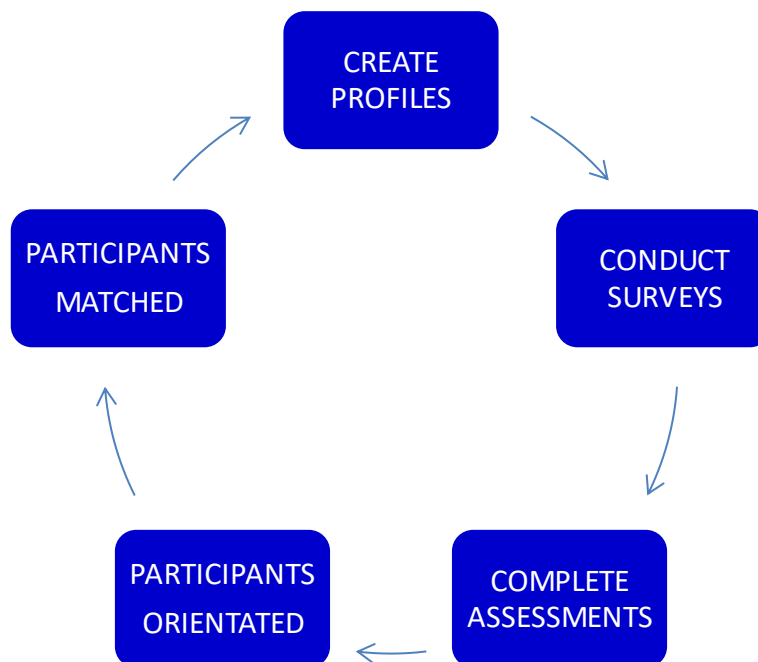 CREATE
PROFILES
CONDUCT
SURVEYS
COMPLETE
ASSESSMENTS
PARTICIPANTS
ORIENTATED
PARTICIPANTS
MATCHED